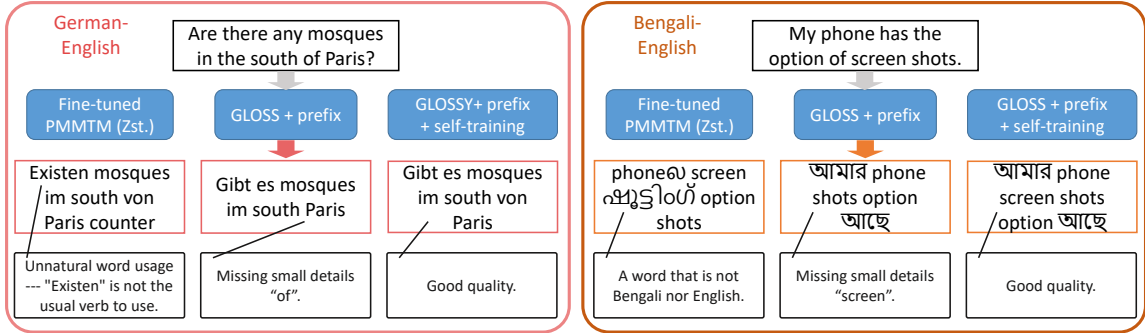 German-
English
Are there any mosques
in the south of Paris?
Fine-tuned
PMMTM (Zst.)
GLOSS + prefix
GLOSSY+ prefix
+ self-training
Existen mosques
im south von
Paris counter
Gibt es mosques
im south Paris
Gibt es mosques
im south von
Paris
Unnatural word usage
--- "Existen" is not the
usual verb to use.
Missing small details
“of”.
Good quality.
Bengali-
English
My phone has the
option of screen shots.
Fine-tuned
PMMTM (Zst.)
GLOSS + prefix
GLOSS + prefix
+ self-training
phoneല screen
ഷൂട്ടിംഗ് option
shots
আমার phone
shots option
আছে
আমার phone
screen shots
option আছে
A word that is not
Bengali nor English.
Missing small details
“screen”.
Good quality.